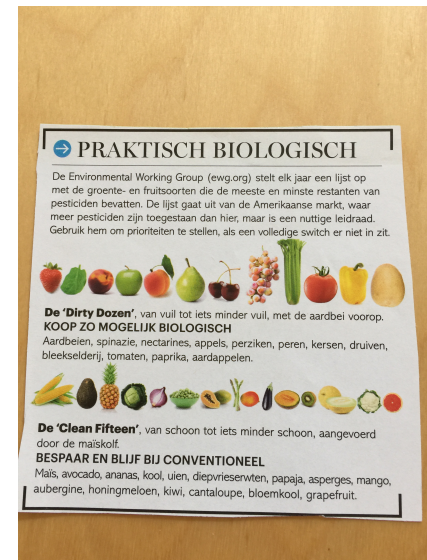 PRAKTISCH BIOLOGISCH
De Environmental Working Group (ewg.org) stelt elk jaar een lijst op
met de groente- en fruitsoorten die de meeste en minste restanten van
pesticiden bevatten. De lijst gaat uit van de Amerikaanse markt, waar
meer pesticiden zijn toegestaan dan hier, maar is een nuttige leidraad.
Gebruik hem om prioriteiten te stellen, als een volledige switch er niet in zit.
De 'Dirty Dozen', van vuil tot iets minder vuil, met de aardbei voorop.
KOOP ZO MOGELIJK BIOLOGISCH
Aardbeien, spinazie, nectarines, appels, perziken, peren, kersen, druiven,
bleekselderij, tomaten, paprika, aardappelen.
De 'Clean Fifteen', van schoon tot iets minder schoon, aangevoerd
door de maïskolf.
BESPAAR EN BLIJF BIJ CONVENTIONEEL
Maïs, avocado, ananas, kool, uien, diepvrieserwten, papaja, asperges, mango,
aubergine, honingmeloen, kiwi, cantaloupe, bloemkool, grapefruit.